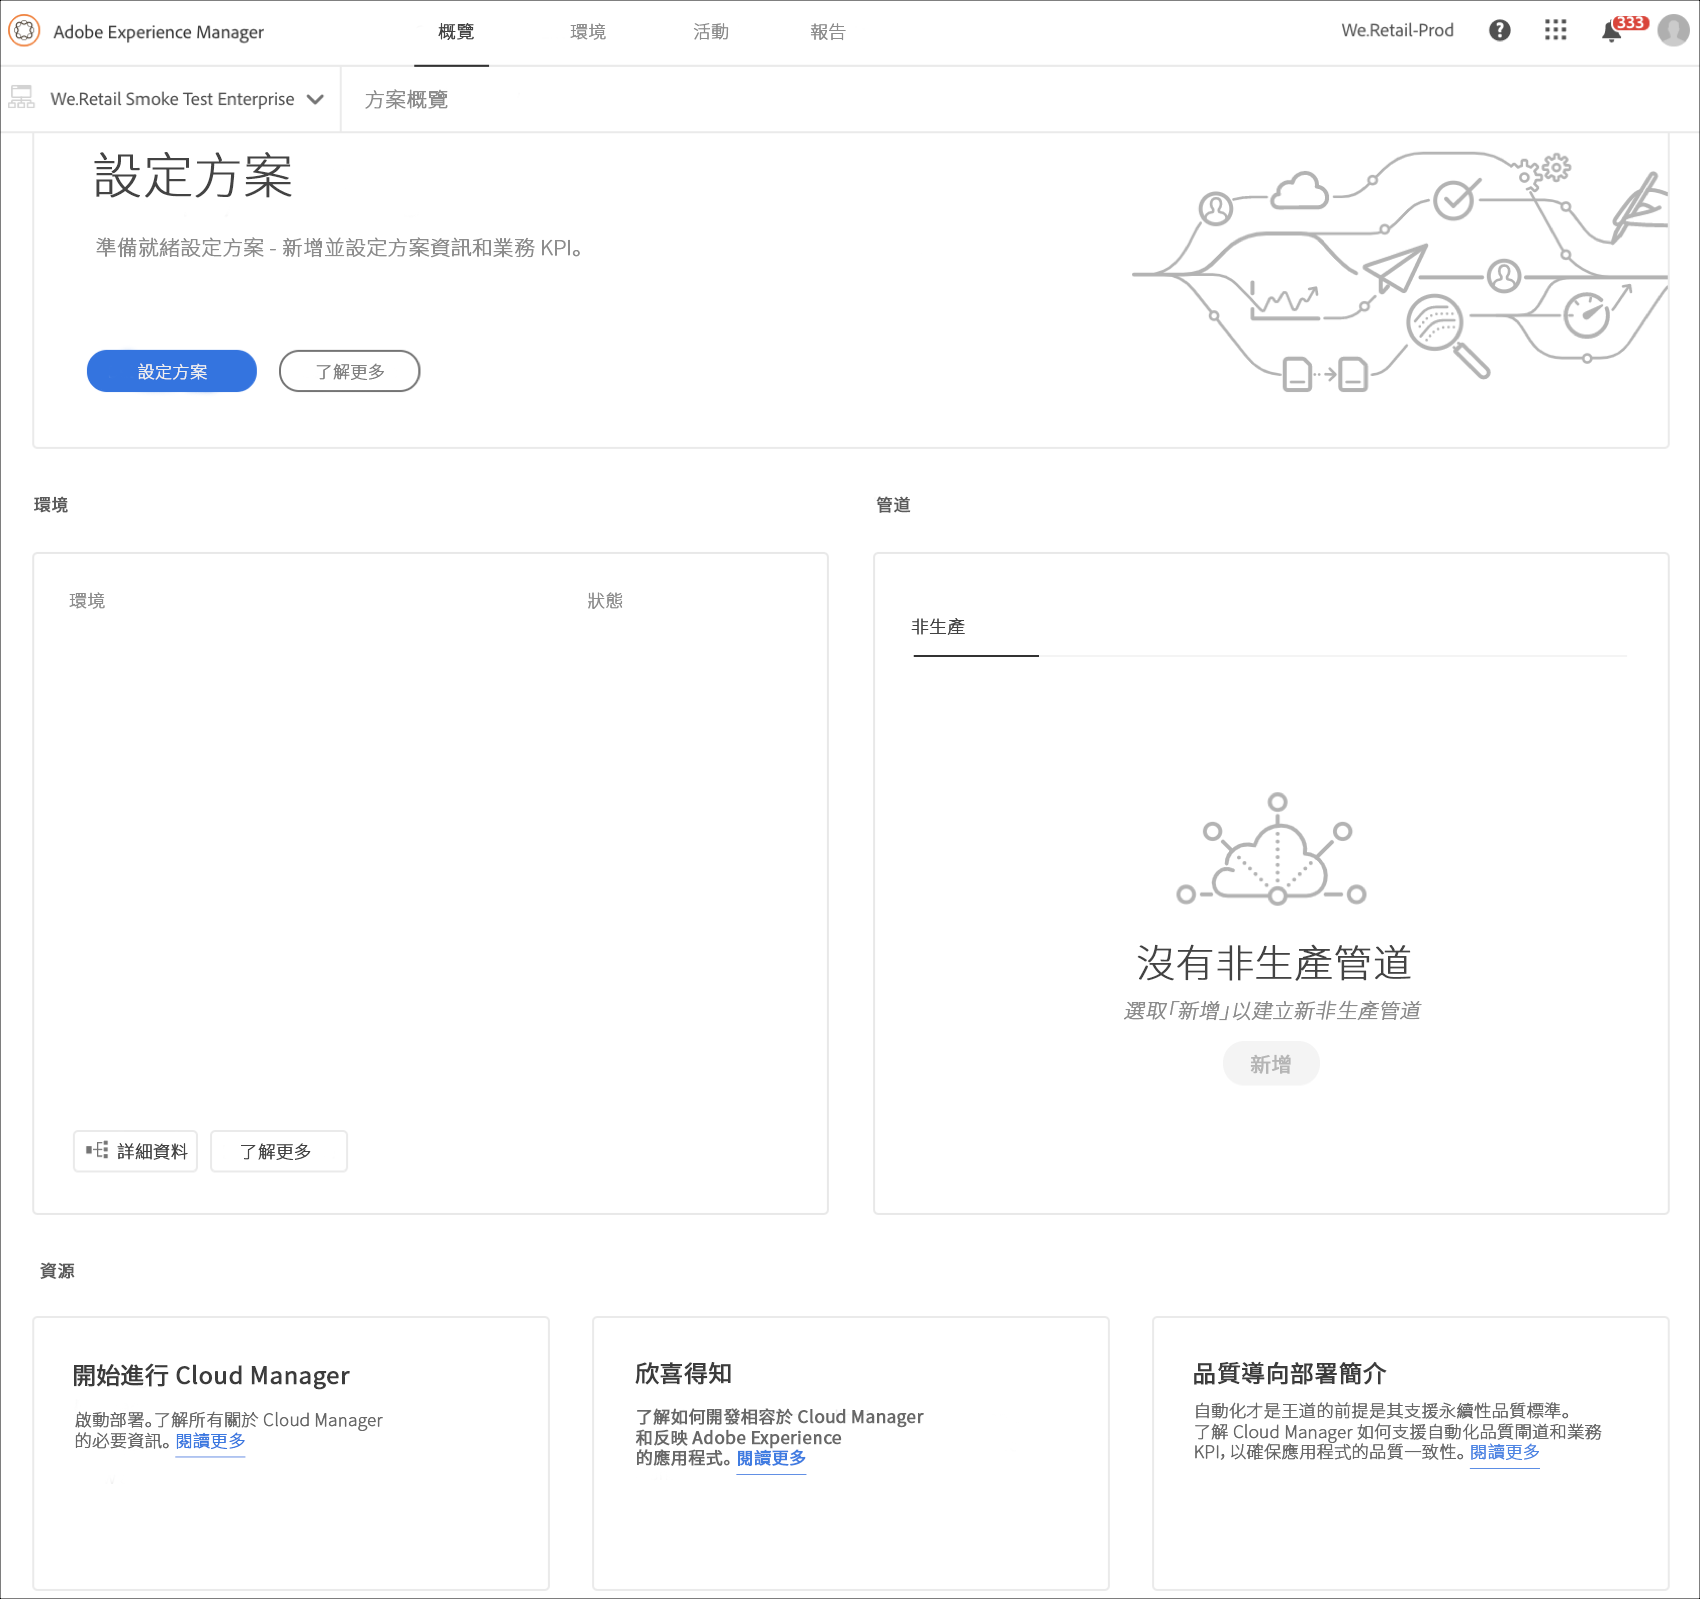 Adobe Experience Manager
概覽
環境
活動
報告
We.Retail-Prod
333
We.Retail Smoke Test Enterprise
方案概覽
設定方案
準備就緒設定方案 - 新增並設定方案資訊和業務 KPI。
設定方案
了解更多
環境
管道
環境
狀態
非生產
沒有非生產管道
選取「新增」以建立新非生產管道
新增
詳細資料
了解更多
資源
開始進行 Cloud Manager
啟動部署。了解所有關於 Cloud Manager
的必要資訊。閱讀更多
欣喜得知
了解如何開發相容於 Cloud Manager
和反映 Adobe Experience
的應用程式。閱讀更多
品質導向部署簡介
自動化才是王道的前提是其支援永續性品質標準。
了解 Cloud Manager 如何支援自動化品質閘道和業務
KPI, 以確保應用程式的品質一致性。閱讀更多